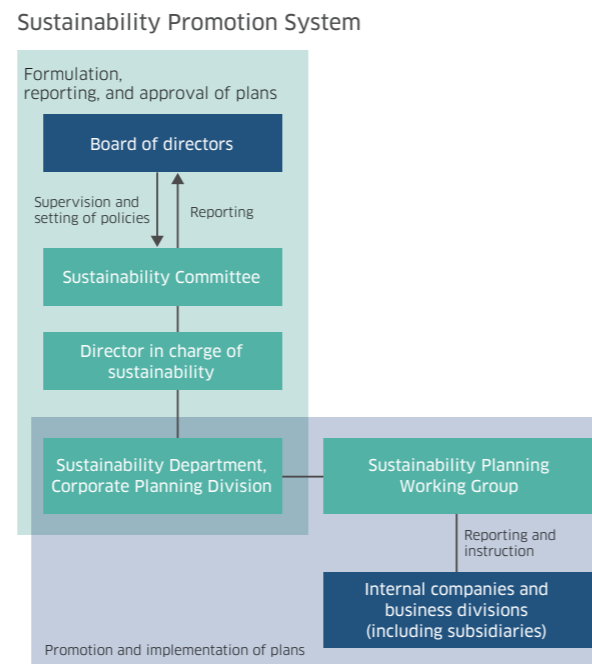 Sustainability Promotion System
Formulation,
reporting, and approval of plans
Board of directors
Supervision and
setting of policies
Reporting
Sustainability Committee
Director in charge of
sustainability
Sustainability Department,
Corporate Planning Division
Sustainability Planning
Working Group
Reporting and
instruction
Internal companies and
business divisions
(including subsidiaries)
Promotion and implementation of plans